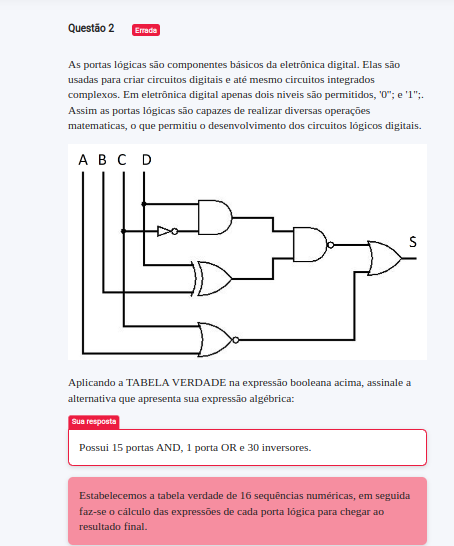 Questão 2 Errada
As portas lógicas são componentes básicos da eletrônica digital. Elas são
usadas para criar circuitos digitais e até mesmo circuitos integrados
complexos. Em eletrônica digital apenas dois niveis são permitidos, '0"; e '1";.
Assim as portas lógicas são capazes de realizar diversas operações
matematicas, o que permitiu o desenvolvimento dos circuitos lógicos digitais.
A B C D
S
Aplicando a TABELA VERDADE na expressão booleana acima, assinale a
alternativa que apresenta sua expressão algébrica:
Sua resposta
Possui 15 portas AND, 1 porta OR e 30 inversores.
Estabelecemos a tabela verdade de 16 sequências numéricas, em seguida
faz-se o cálculo das expressões de cada porta lógica para chegar ao
resultado final.